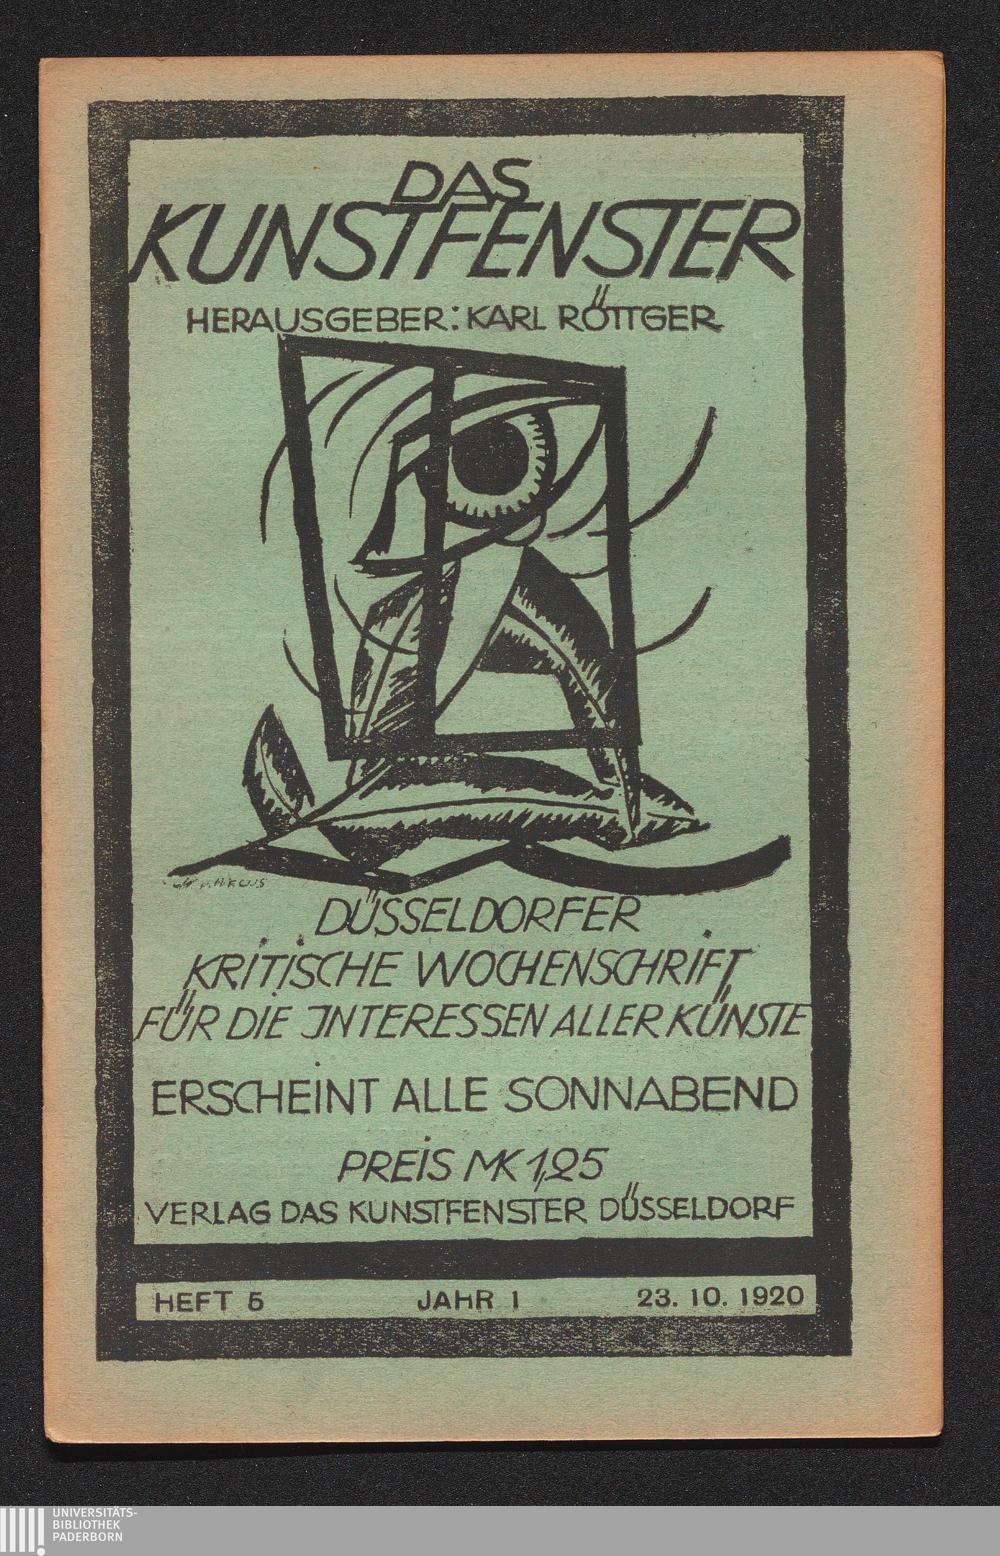 DAS
KUNSTFENSTER
HERAUSGEBER: KARL RÖTTGER
DÜSSELDORFER
KRITISCHE WOCHENSCHRIFT
FÜR DIE INTERESSEN ALLER KÜNSTE
ERSCHEINT ALLE SONNABEND
PREIS MK 1,25
VERLAG DAS KUNSTFENSTER DÜSSELDORF
HEFT 5 JAHR 1 23. 10. 1920
UNIVERSITÄTS-
BIBLIOTHEK
PADERBORN